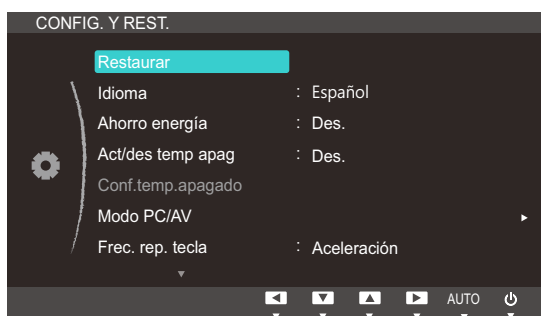 CONFIG. Y REST.
Restaurar
Idioma : Español
Ahorro energía : Des.
Act/des temp apag : Des.
Conf.temp.apagado
Modo PC/AV
Frec. rep. tecla : Aceleración
AUTO